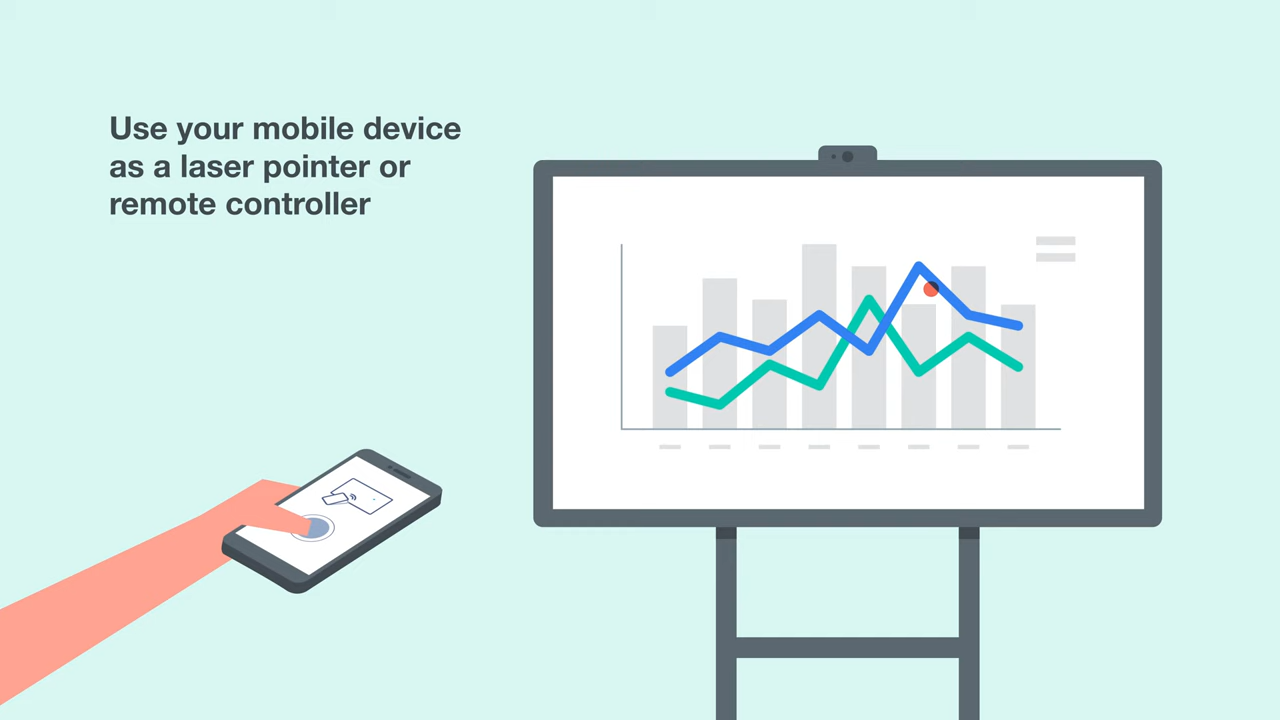 Use your mobile device
as a laser pointer or
remote controller